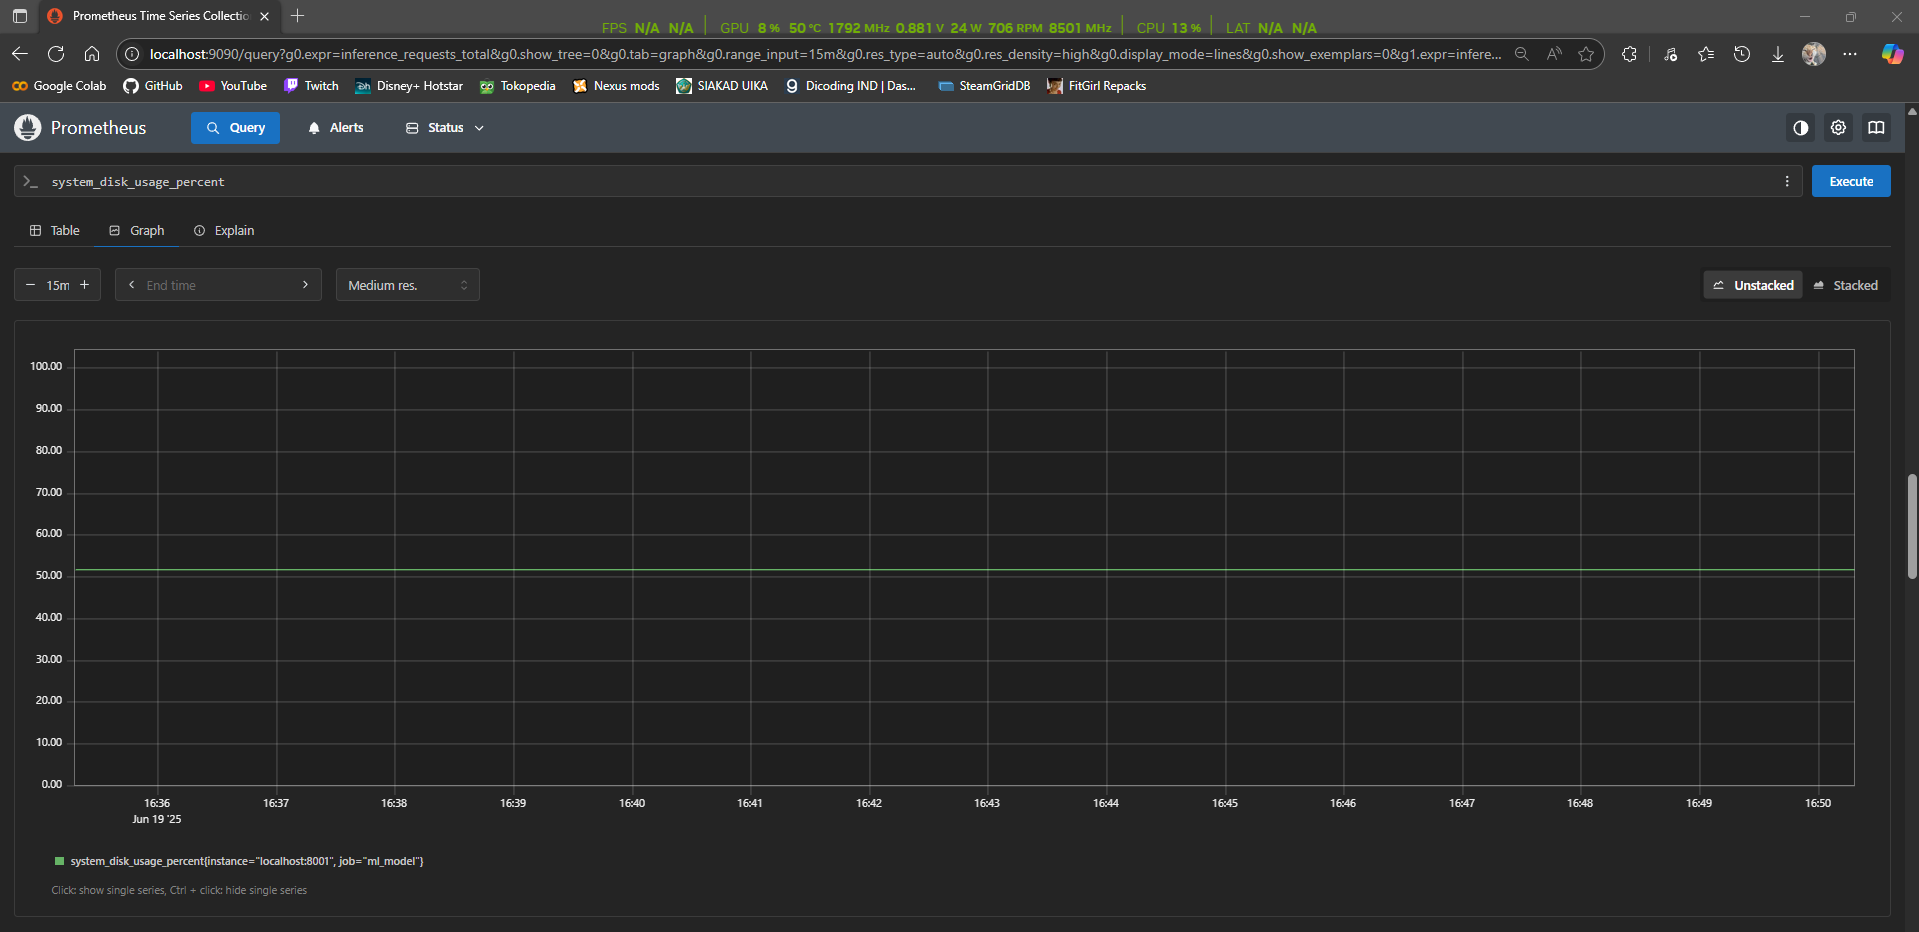 Prometheus Time Series Collectio
FPS N/A N/A GPU 8 % 50 °C 1792 MHz 0.881 V 24 W 706 RPM 8501 MHz CPU 13 % LAT N/A N/A
localhost:9090/query?g0.expr=inference_requests_total&g0.show_tree=0&g0.tab=graph&g0.range_input=15m&g0.res_type=auto&g0.res_density=high&g0.display_mode=lines&g0.show_exemplars=0&g1.expr=infere...
Google Colab GitHub YouTube Twitch Disney+ Hotstar Tokopedia Nexus mods SIAKAD UIKA Dicoding IND | Das... SteamGridDB FitGirl Repacks
Prometheus Query Alerts Status
>_ system_disk_usage_percent Execute
Table Graph Explain
− 15m + End time Medium res. Unstacked Stacked
100.00
90.00
80.00
70.00
60.00
50.00
40.00
30.00
20.00
10.00
0.00
16:36 16:37 16:38 16:39 16:40 16:41 16:42 16:43 16:44 16:45 16:46 16:47 16:48 16:49 16:50
Jun 19 '25
system_disk_usage_percent{instance="localhost:8001", job="ml_model"}
Click: show single series, Ctrl + click: hide single series